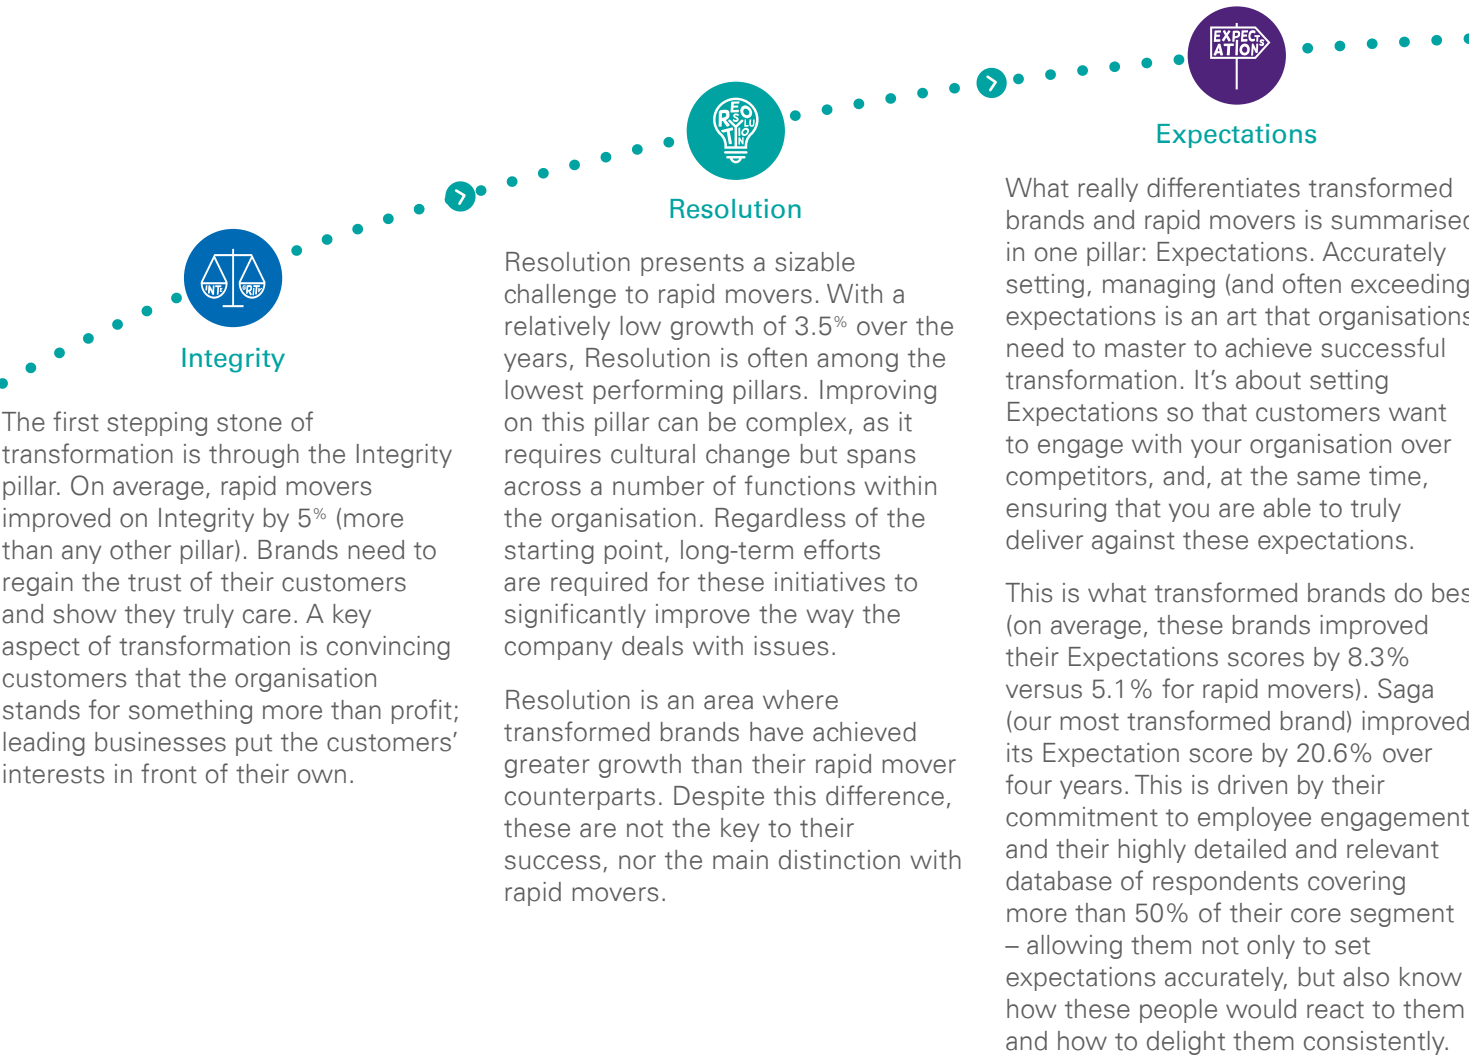 Integrity
The first stepping stone of
transformation is through the Integrity
pillar. On average, rapid movers
improved on Integrity by 5% (more
than any other pillar). Brands need to
regain the trust of their customers
and show they truly care. A key
aspect of transformation is convincing
customers that the organisation
stands for something more than profit;
leading businesses put the customers’
interests in front of their own.
RESOLUTION
Resolution
Resolution presents a sizable
challenge to rapid movers. With a
relatively low growth of 3.5% over the
years, Resolution is often among the
lowest performing pillars. Improving
on this pillar can be complex, as it
requires cultural change but spans
across a number of functions within
the organisation. Regardless of the
starting point, long-term efforts
are required for these initiatives to
significantly improve the way the
company deals with issues.
Resolution is an area where
transformed brands have achieved
greater growth than their rapid mover
counterparts. Despite this difference,
these are not the key to their
success, nor the main distinction with
rapid movers.
EXPECTATIONS
Expectations
What really differentiates transformed
brands and rapid movers is summarised
in one pillar: Expectations. Accurately
setting, managing (and often exceeding
expectations is an art that organisations
need to master to achieve successful
transformation. It’s about setting
Expectations so that customers want
to engage with your organisation over
competitors, and, at the same time,
ensuring that you are able to truly
deliver against these expectations.
This is what transformed brands do bes
(on average, these brands improved
their Expectations scores by 8.3%
versus 5.1% for rapid movers). Saga
(our most transformed brand) improved
its Expectation score by 20.6% over
four years. This is driven by their
commitment to employee engagement
and their highly detailed and relevant
database of respondents covering
more than 50% of their core segment
– allowing them not only to set
expectations accurately, but also know
how these people would react to them
and how to delight them consistently.